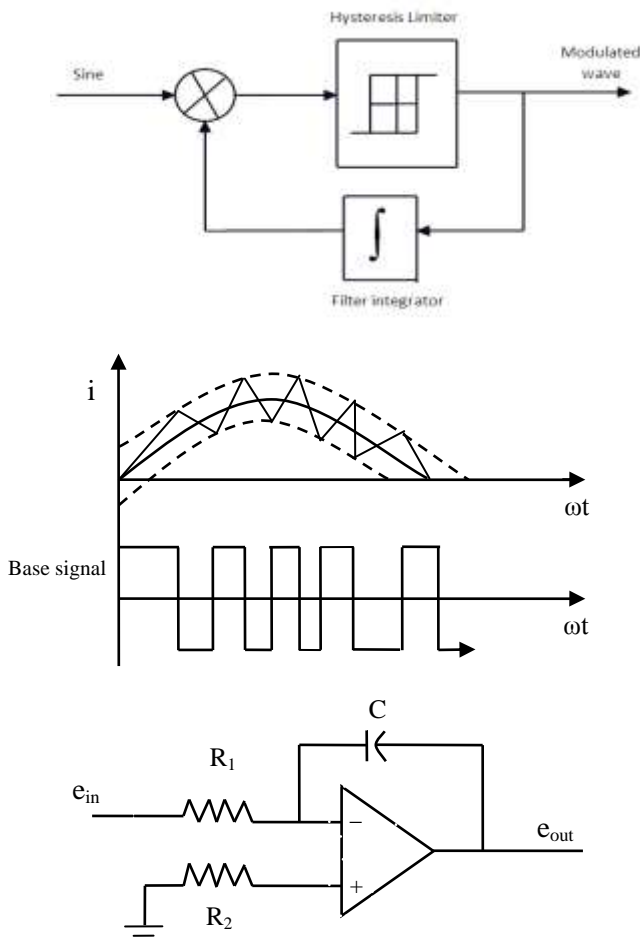 Hysteresis Limiter
Modulated
wave
Sine
Filter integrator
i
ωt
Base signal
ωt
C
R₁
e_in
−
e_out
+
R₂